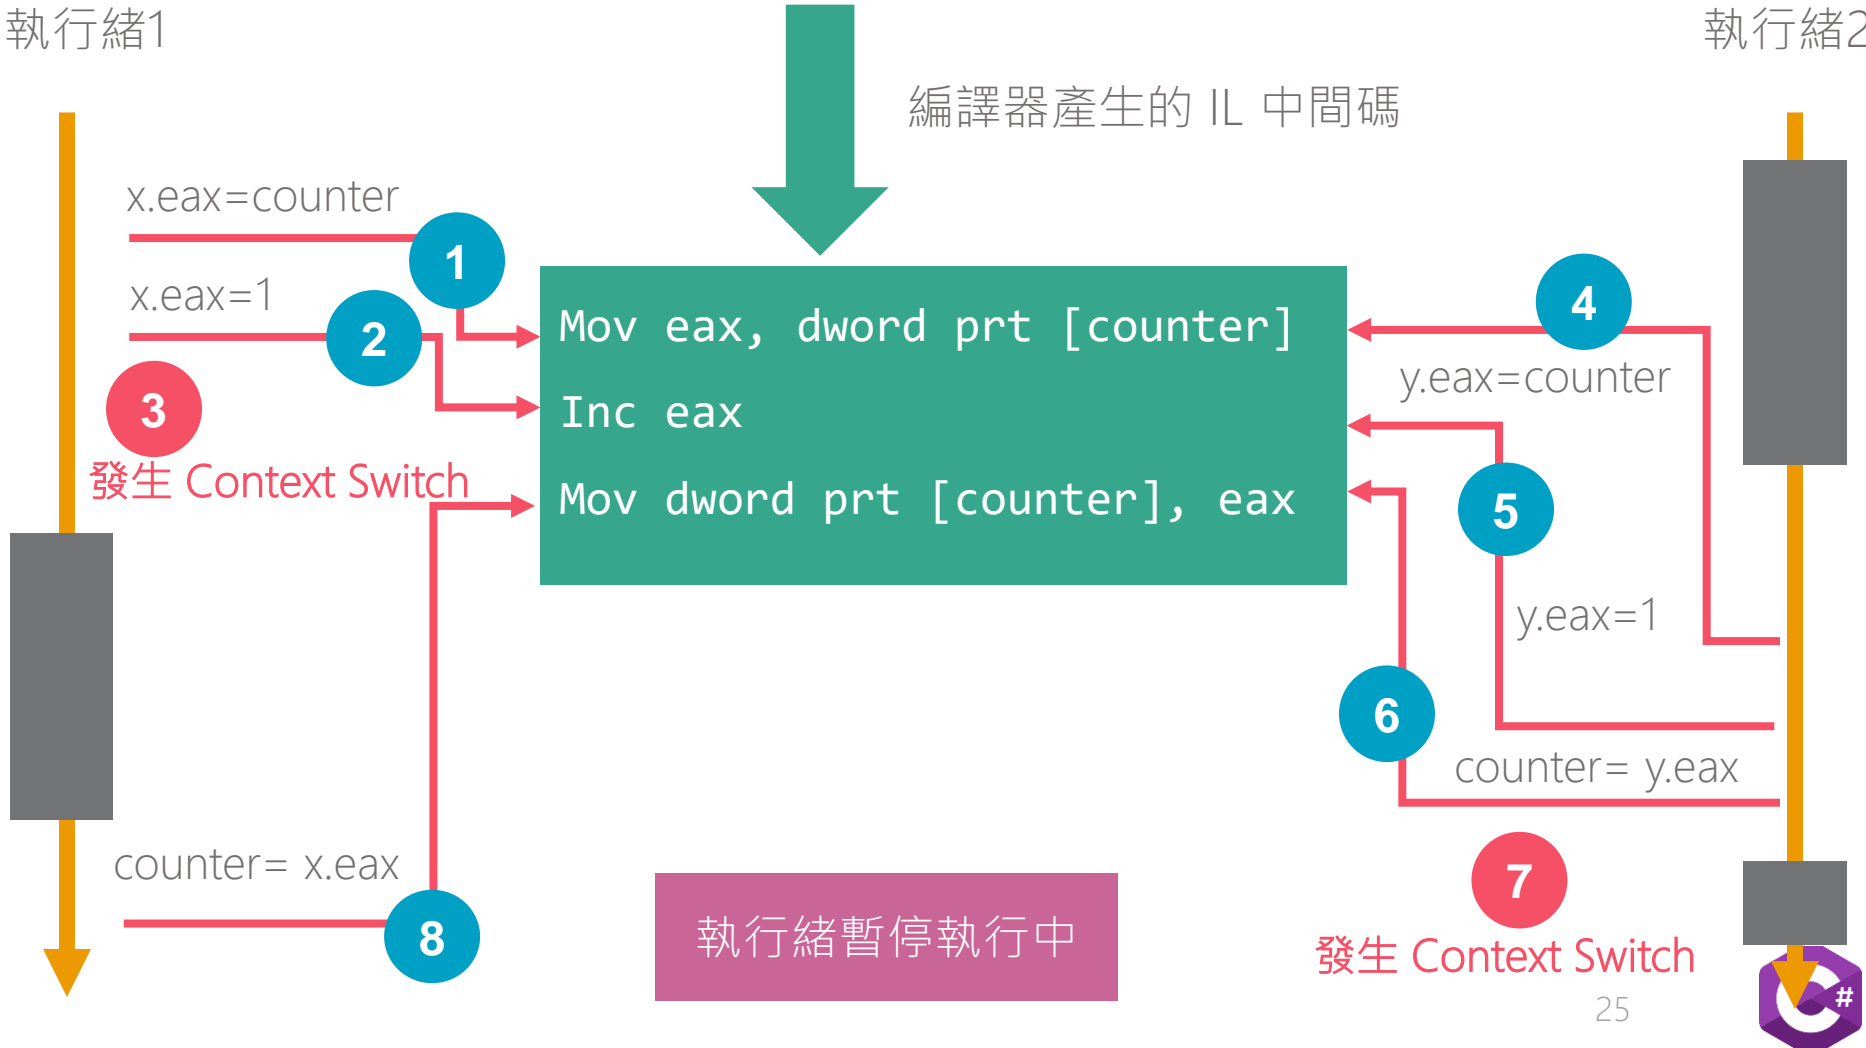 執行緒1
執行緒2
編譯器產生的 IL 中間碼
x.eax=counter
1
x.eax=1
2
3
發生 Context Switch
Mov eax, dword prt [counter]
Inc eax
Mov dword prt [counter], eax
4
y.eax=counter
5
y.eax=1
6
counter= y.eax
counter= x.eax
8
執行緒暫停執行中
7
發生 Context Switch
25
C#